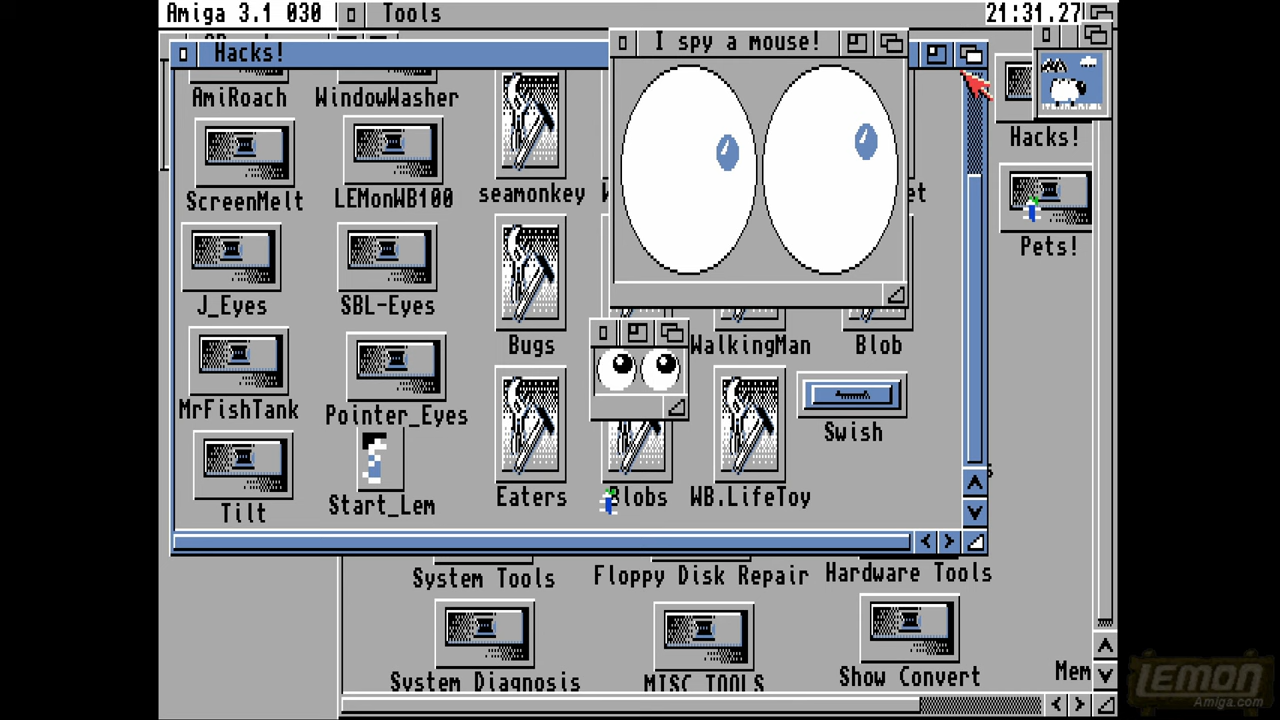 Amiga 3.1 030
Tools
21:31.27
Hacks!
I spy a mouse!
AmiRoach
WindowWasher
Hacks!
ScreenMelt
LEMonWB100
seamonkey
Pets!
J_Eyes
SBL-Eyes
Bugs
WalkingMan
Blob
MrFishTank
Pointer_Eyes
Swish
Tilt
Start_Lem
Eaters
Blobs
WB.LifeToy
System Tools
Floppy Disk Repair
Hardware Tools
System Diagnosis
MISC TOOLS
Show Convert
Mem
Lemon
Amiga.com